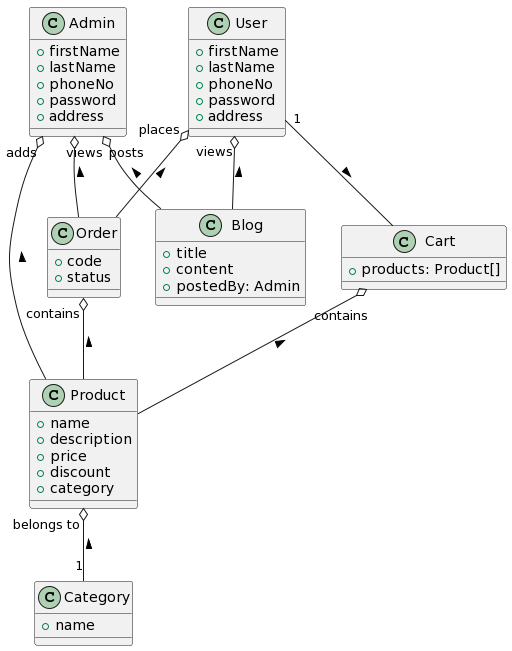 C Admin
firstName
lastName
phoneNo
password
address
C User
firstName
lastName
phoneNo
password
address
adds
views
posts
places
views
1
C Order
code
status
C Blog
title
content
postedBy: Admin
C Cart
products: Product[]
contains
contains
C Product
name
description
price
discount
category
belongs to
1
C Category
name